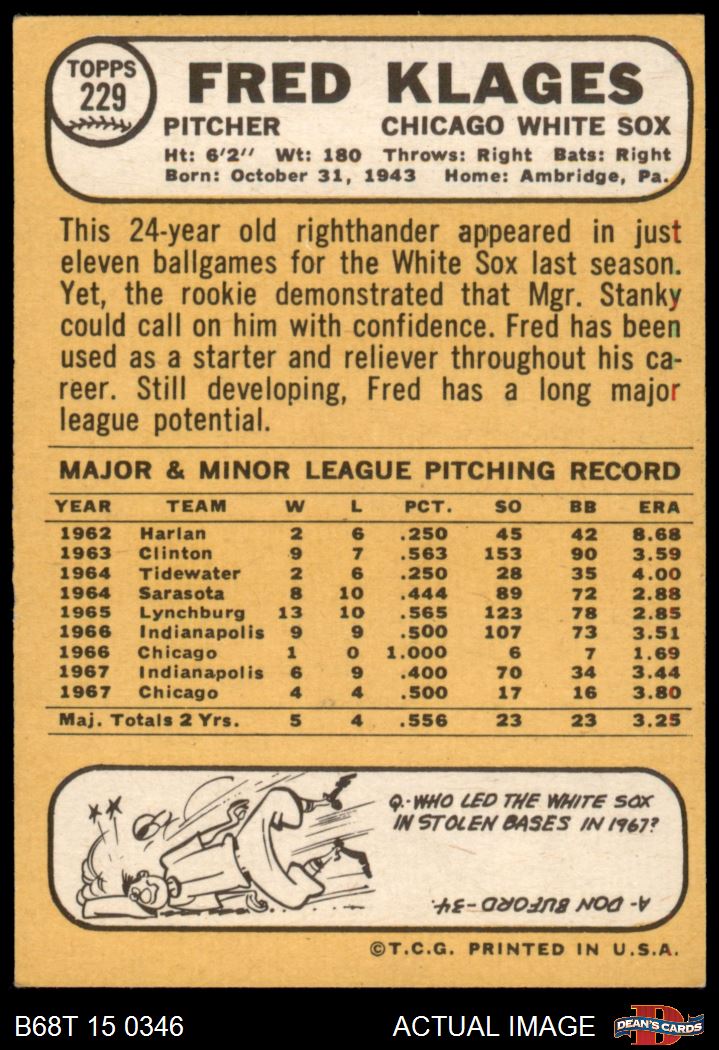 TOPPS
229
FRED KLAGES
PITCHER CHICAGO WHITE SOX
Ht: 6'2" Wt: 180 Throws: Right Bats: Right
Born: October 31, 1943 Home: Ambridge, Pa.
This 24-year old righthander appeared in just
eleven ballgames for the White Sox last season.
Yet, the rookie demonstrated that Mgr. Stanky
could call on him with confidence. Fred has been
used as a starter and reliever throughout his ca-
reer. Still developing, Fred has a long major
league potential.
MAJOR & MINOR LEAGUE PITCHING RECORD
YEAR TEAM W L PCT. SO BB ERA
1962 Harlan 2 6 .250 45 42 8.68
1963 Clinton 9 7 .563 153 90 3.59
1964 Tidewater 2 6 .250 28 35 4.00
1964 Sarasota 8 10 .444 89 72 2.88
1965 Lynchburg 13 10 .565 123 78 2.85
1966 Indianapolis 9 9 .500 107 73 3.51
1966 Chicago 1 0 1.000 6 7 1.69
1967 Indianapolis 6 9 .400 70 34 3.44
1967 Chicago 4 4 .500 17 16 3.80
Maj. Totals 2 Yrs. 5 4 .556 23 23 3.25
Q.-WHO LED THE WHITE SOX
IN STOLEN BASES IN 1967?
A-DON BUFORD-34.
©T.C.G. PRINTED IN U.S.A.
B68T 15 0346 ACTUAL IMAGE
D
DEAN'S CARDS